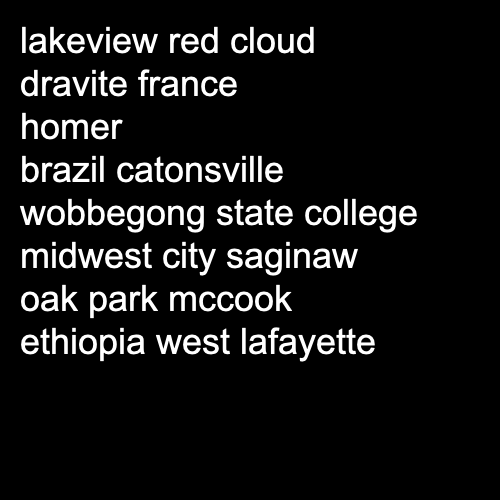 lakeview red cloud
dravite france
homer
brazil catonsville
wobbegong state college
midwest city saginaw
oak park mccook
ethiopia west lafayette